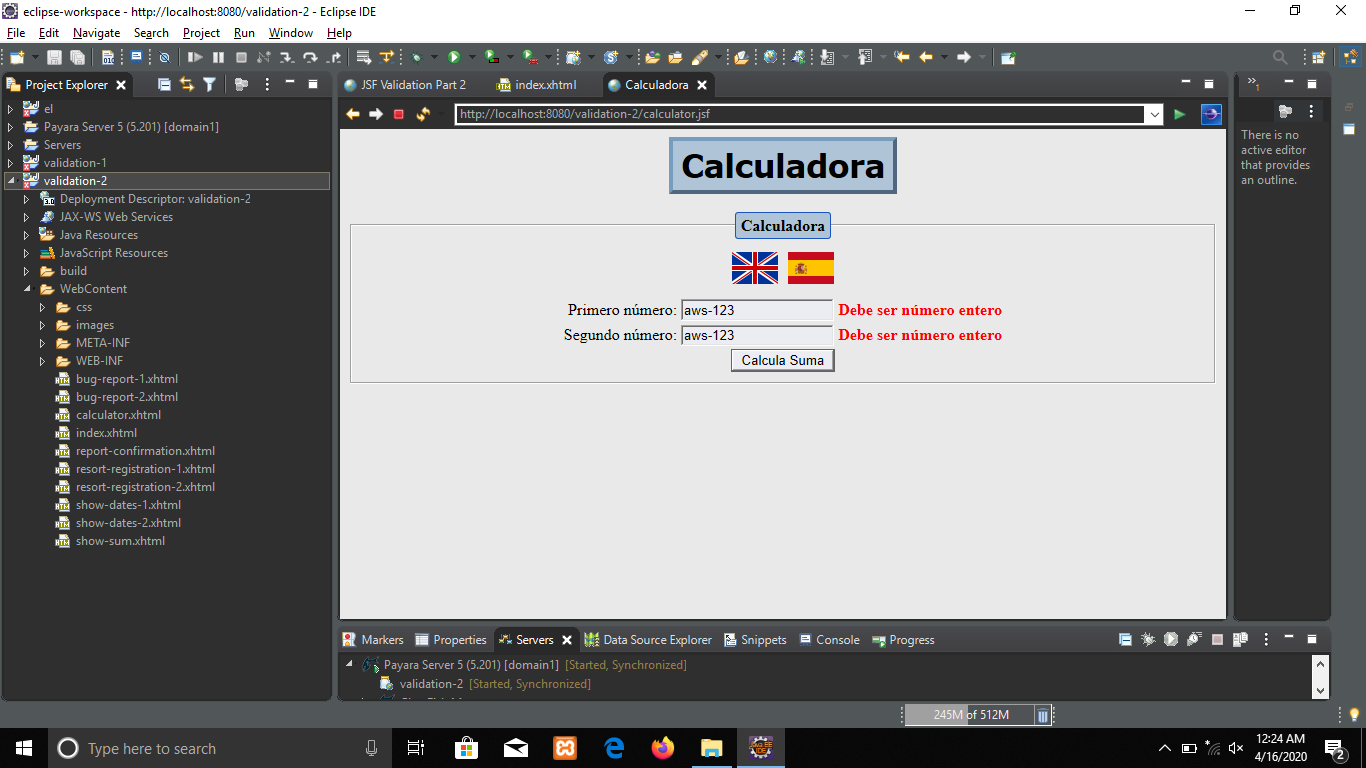 eclipse-workspace - http://localhost:8080/validation-2 - Eclipse IDE
File Edit Navigate Search Project Run Window Help
Project Explorer
el
Payara Server 5 (5.201) [domain1]
Servers
validation-1
validation-2
Deployment Descriptor: validation-2
JAX-WS Web Services
Java Resources
JavaScript Resources
build
WebContent
css
images
META-INF
WEB-INF
bug-report-1.xhtml
bug-report-2.xhtml
calculator.xhtml
index.xhtml
report-confirmation.xhtml
resort-registration-1.xhtml
resort-registration-2.xhtml
show-dates-1.xhtml
show-dates-2.xhtml
show-sum.xhtml
JSF Validation Part 2 index.xhtml Calculadora
http://localhost:8080/validation-2/calculator.jsf
Calculadora
Calculadora
Primero número: aws-123 Debe ser número entero
Segundo número: aws-123 Debe ser número entero
Calcula Suma
1
There is no
active editor
that provides
an outline.
Markers Properties Servers Data Source Explorer Snippets Console Progress
Payara Server 5 (5.201) [domain1] [Started, Synchronized]
validation-2 [Started, Synchronized]
245M of 512M
Type here to search
12:24 AM
4/16/2020
2